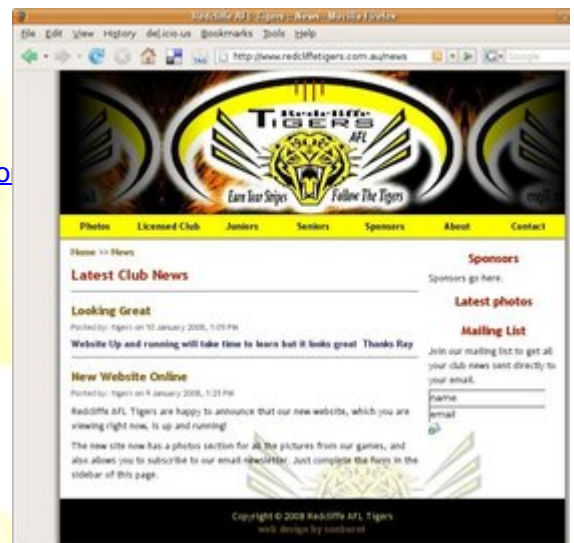 Redcliffe AFL Tigers :: News - Mozilla Firefox
File Edit View History del.icio.us Bookmarks Tools Help
http://www.redcliffetigers.com.au/news
Google
Redcliffe
TIGERS
AFL
Earn Your Stripes
Follow The Tigers
Photos Licensed Club Juniors Seniors Sponsors About Contact
Home >> News
Latest Club News
Looking Great
Posted by: tigers on 10 January 2008, 1:05 PM
Website Up and running will take time to learn but it looks great Thanks Ray
New Website Online
Posted by: tigers on 9 January 2008, 1:25 PM
Redcliffe AFL Tigers are happy to announce that our new website, which you are
viewing right now, is up and running!
The new site now has a photos section for all the pictures from our games, and
also allows you to subscribe to our email newsletter. Just complete the form in the
sidebar of this page.
Sponsors
Sponsors go here.
Latest photos
Mailing List
Join our mailing list to get all
your club news sent directly to
your email.
name
email
Copyright © 2008 Redcliffe AFL Tigers
web design by sunburnt